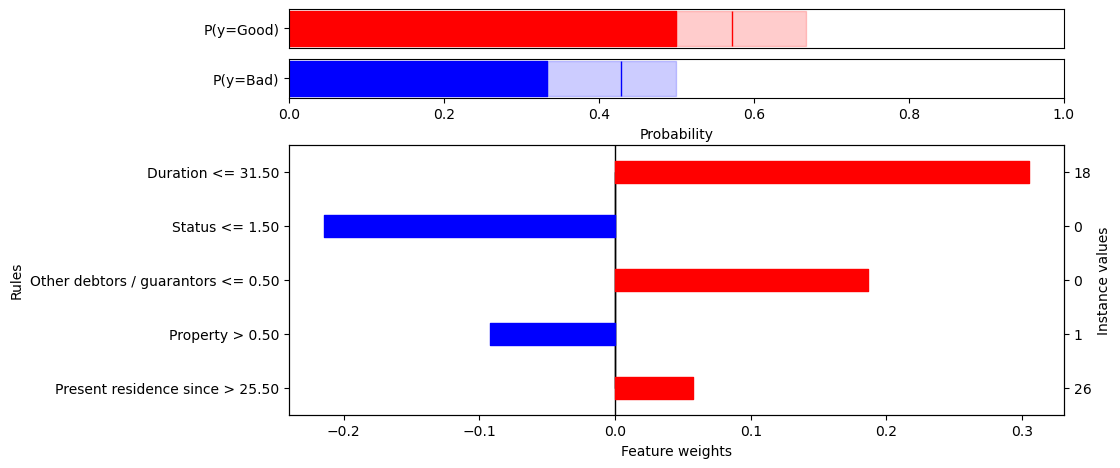 P(y=Good)
P(y=Bad)
0.0 0.2 0.4 0.6 0.8 1.0
Probability
Duration <= 31.50 18
Status <= 1.50 0
Other debtors / guarantors <= 0.50 0
Property > 0.50 1
Present residence since > 25.50 26
Rules
Instance values
−0.2 −0.1 0.0 0.1 0.2 0.3
Feature weights